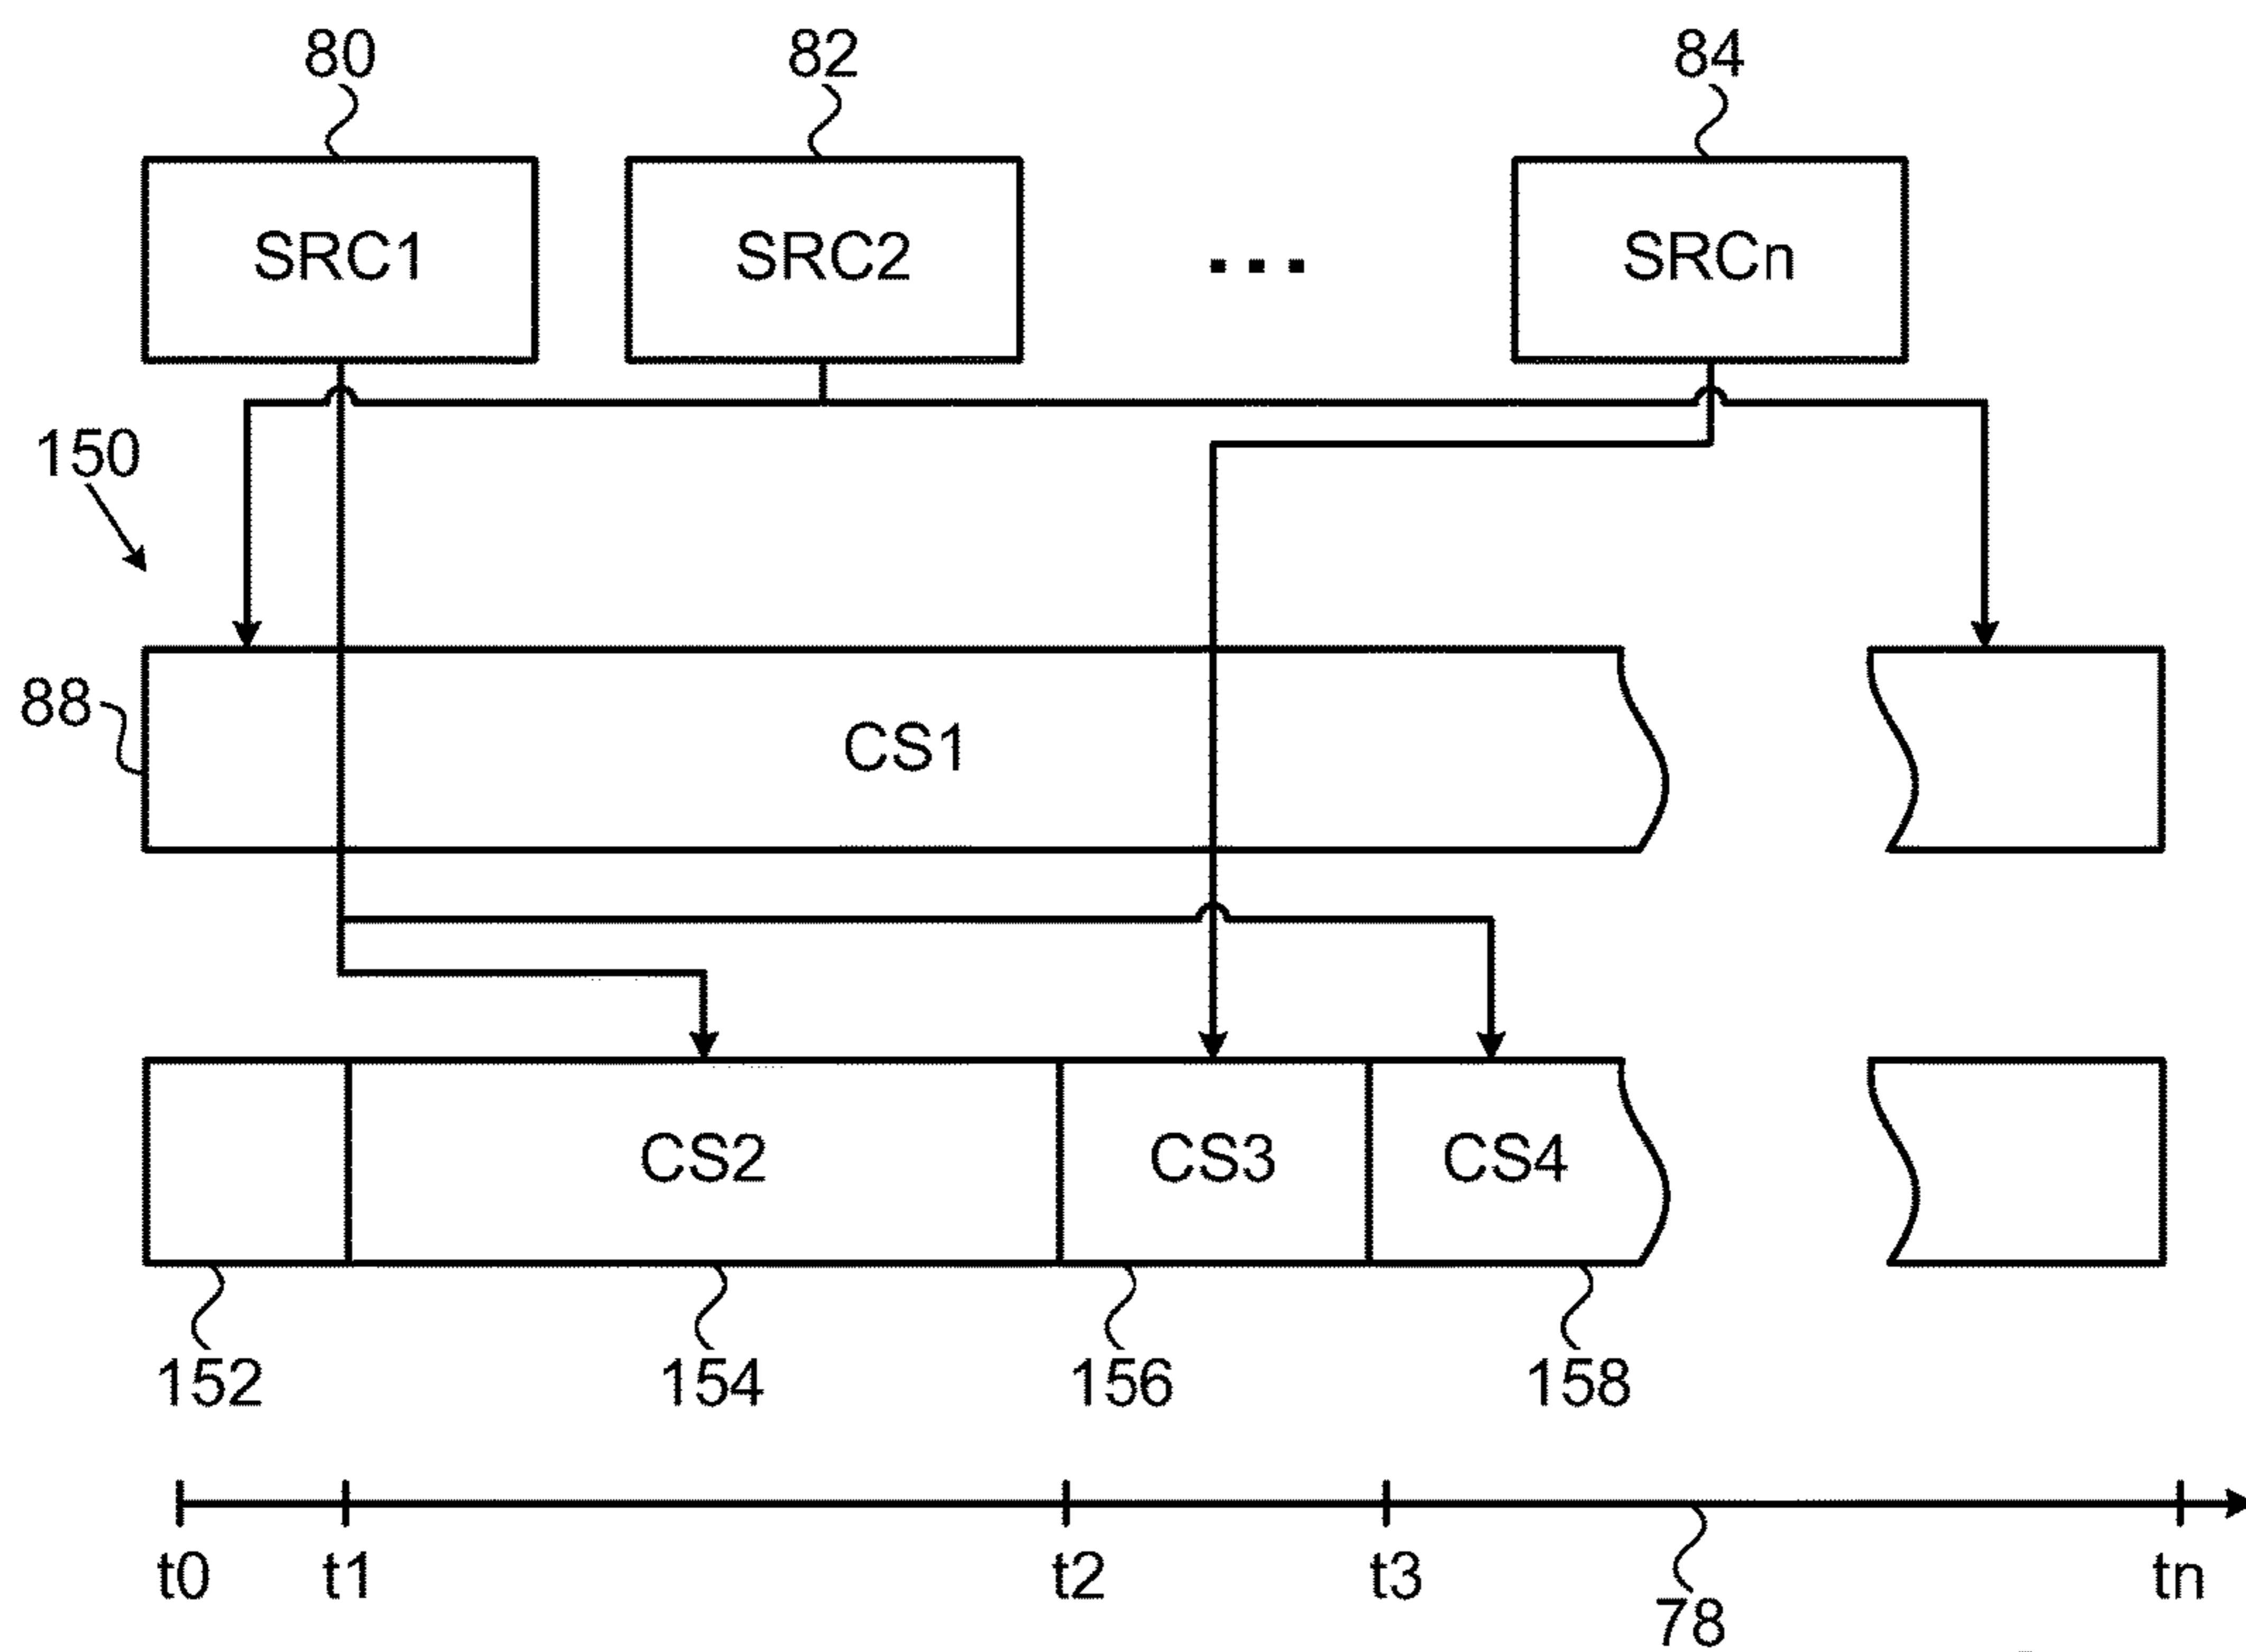 80 82 84
SRC1 SRC2 ... SRCn
150
88
CS1
CS2 CS3 CS4
152 154 156 158
t0 t1 t2 t3 tn
78